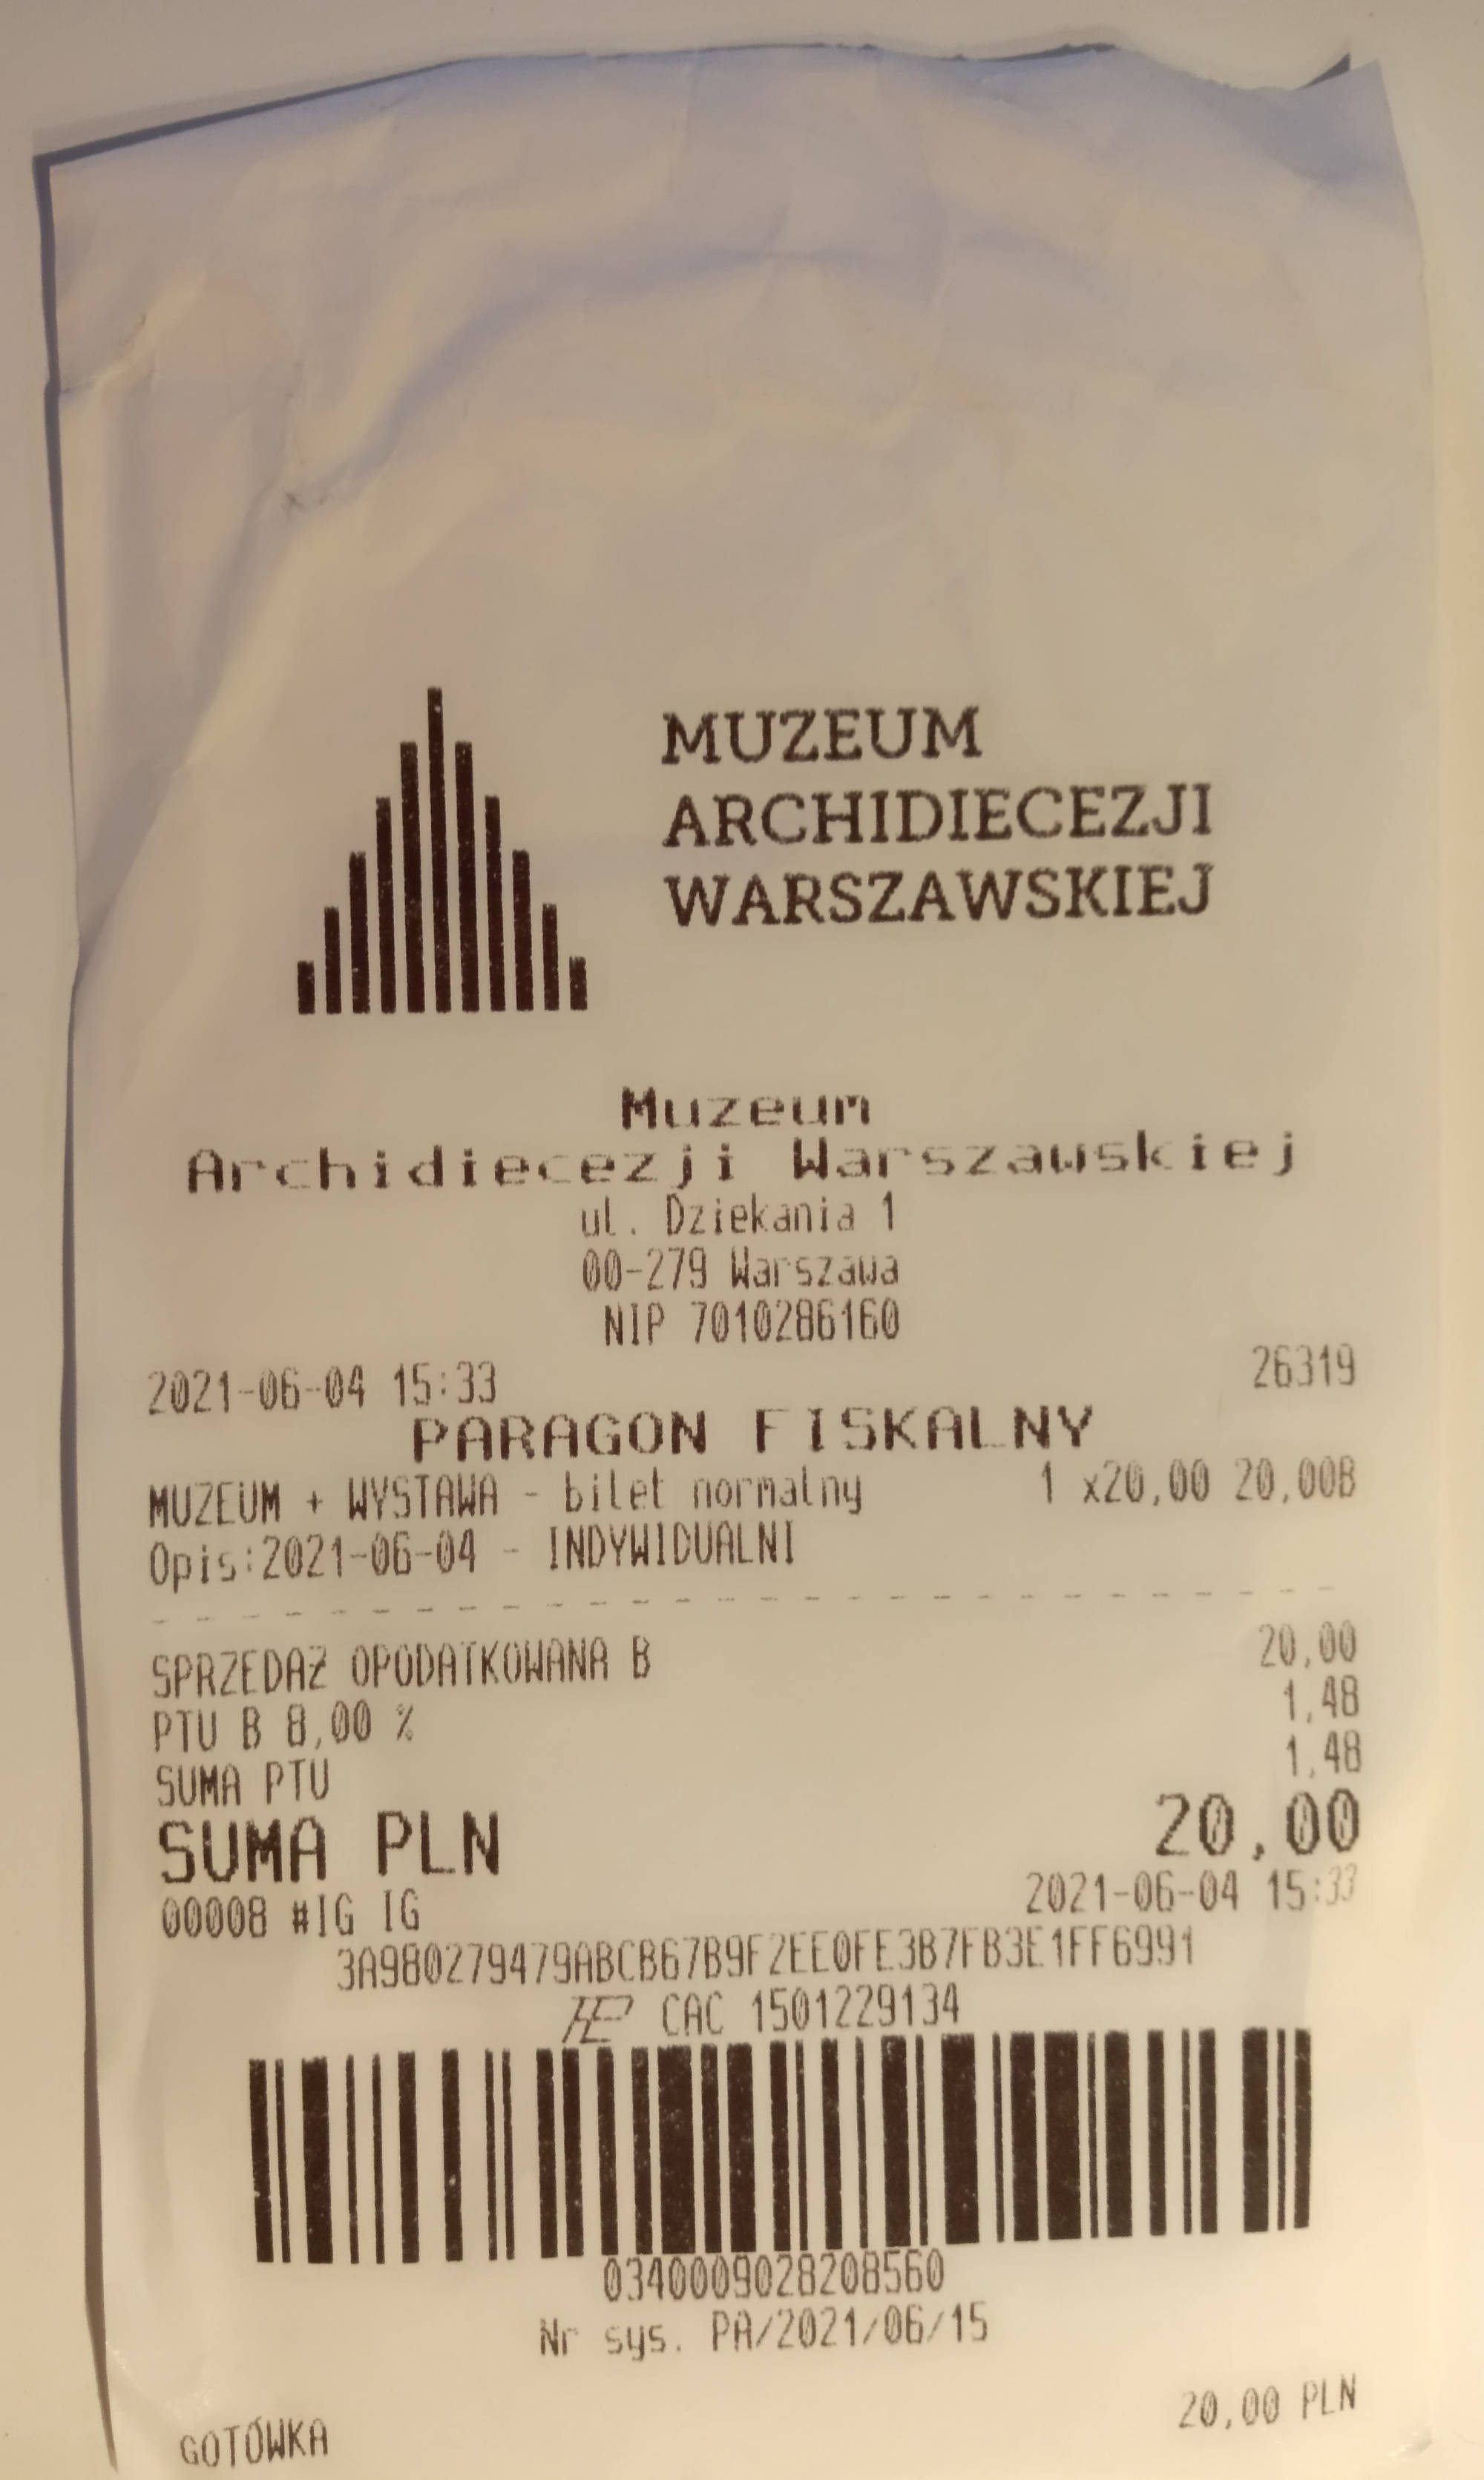 MUZEUM
ARCHIDIECEZJI
WARSZAWSKIEJ
Muzeum
Archidiecezji Warszawskiej
ul. Dziekania 1
00-279 Warszawa
NIP 7010286160
2021-06-04 15:33 26319
PARAGON FISKALNY
MUZEUM + WYSTAWA - bilet normalny 1 x20,00 20,00B
Opis:2021-06-04 - INDYWIDUALNI
SPRZEDAŻ OPODATKOWANA B 20,00
PTU B 8,00 % 1,48
SUMA PTU 1,48
SUMA PLN 20,00
00008 #IG IG 2021-06-04 15:33
3A980279479ABCB67B9F2EE0FE3B7FB3E1FF6991
CAC 1501229134
0340009028208560
Nr sys. PA/2021/06/15
GOTÓWKA 20,00 PLN